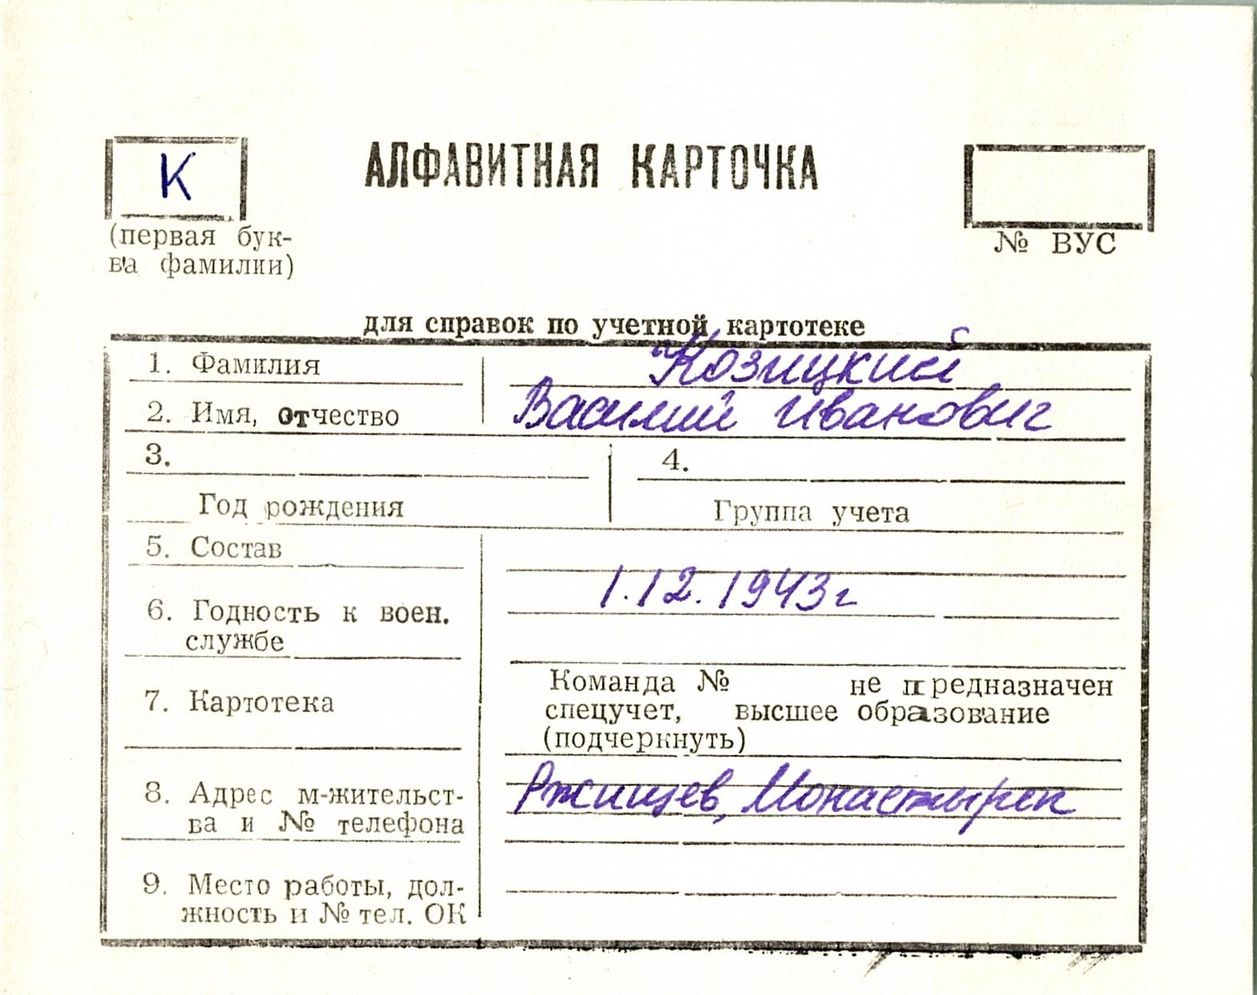 К
АЛФАВИТНАЯ КАРТОЧКА
(первая бук-
ва фамилии)
№ ВУС
для справок по учетной картотеке
1. Фамилия Козицкий
2. Имя, отчество Василий Иванович
3. 4.
Год рождения Группа учета
5. Состав
1.12.1943г
6. Годность к воен.
службе
7. Картотека
Команда № не предназначен
спецучет, высшее образование
(подчеркнуть)
8. Адрес м-жительст-
ва и № телефона
Ржищев, Монастырек
9. Место работы, дол-
жность и № тел. ОК